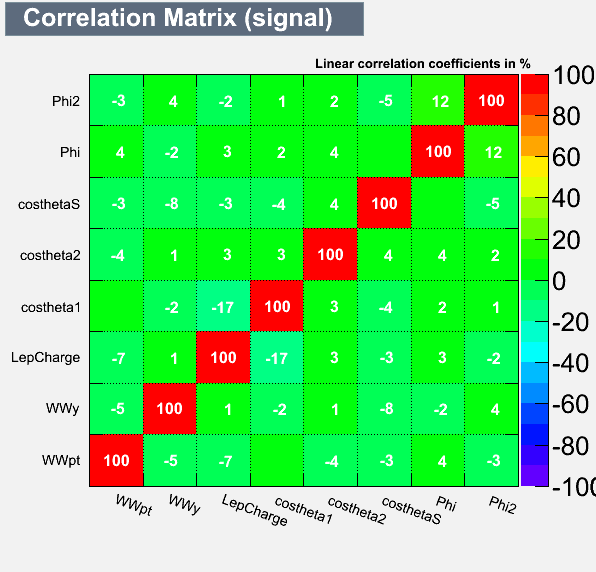 Correlation Matrix (signal)
Linear correlation coefficients in %
Phi2 -3 4 -2 1 2 -5 12 100
Phi 4 -2 3 2 4 100 12
costhetaS -3 -8 -3 -4 4 100 -5
costheta2 -4 1 3 3 100 4 4 2
costheta1 -2 -17 100 3 -4 2 1
LepCharge -7 1 100 -17 3 -3 3 -2
WWy -5 100 1 -2 1 -8 -2 4
WWpt 100 -5 -7 -4 -3 4 -3
WWpt WWy LepCharge costheta1 costheta2 costhetaS Phi Phi2
100
80
60
40
20
0
-20
-40
-60
-80
-100